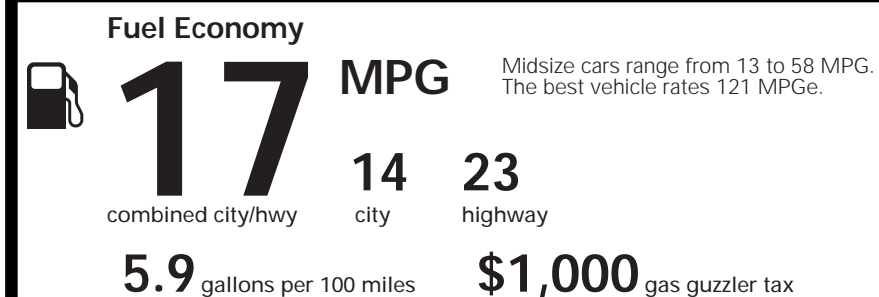 Fuel Economy
17 MPG
Midsize cars range from 13 to 58 MPG.
The best vehicle rates 121 MPGe.
14 23
combined city/hwy city highway
5.9 gallons per 100 miles $1,000 gas guzzler tax